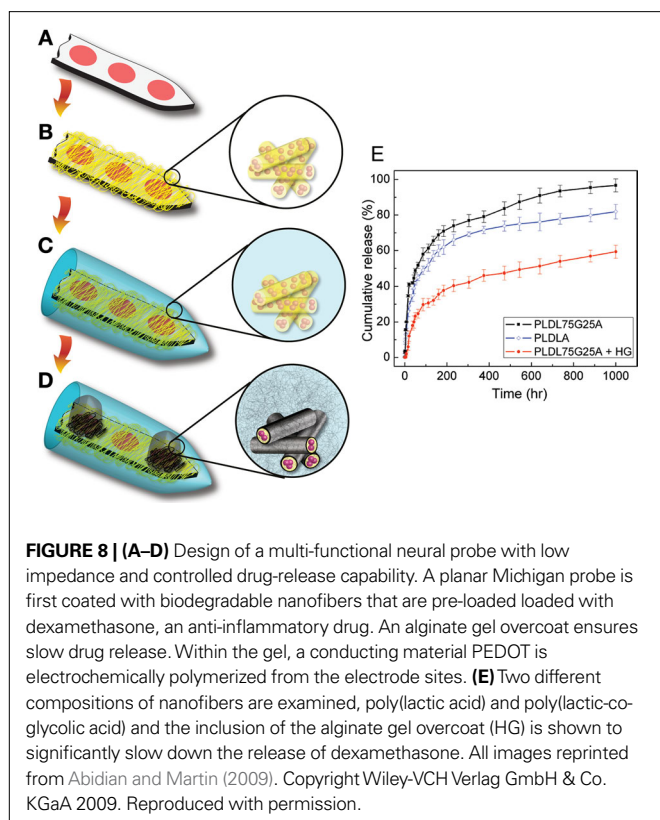 A
B
C
D
E
100
80
60
40
20
0
Cumulative release (%)
PLDL75G25A
PLDLA
PLDL75G25A + HG
0 200 400 600 800 1000
Time (hr)
FIGURE 8 | (A–D) Design of a multi-functional neural probe with low
impedance and controlled drug-release capability. A planar Michigan probe is
first coated with biodegradable nanofibers that are pre-loaded loaded with
dexamethasone, an anti-inflammatory drug. An alginate gel overcoat ensures
slow drug release. Within the gel, a conducting material PEDOT is
electrochemically polymerized from the electrode sites. (E) Two different
compositions of nanofibers are examined, poly(lactic acid) and poly(lactic-co-
glycolic acid) and the inclusion of the alginate gel overcoat (HG) is shown to
significantly slow down the release of dexamethasone. All images reprinted
from Abidian and Martin (2009). Copyright Wiley-VCH Verlag GmbH & Co.
KGaA 2009. Reproduced with permission.